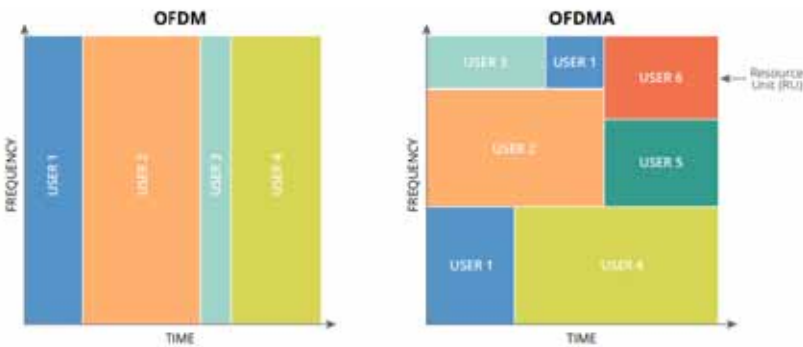 OFDM
FREQUENCY
USER 1
USER 2
USER 3
USER 4
TIME
OFDMA
FREQUENCY
USER 3
USER 1
USER 6
Resource
Unit (RU)
USER 2
USER 5
USER 1
USER 4
TIME